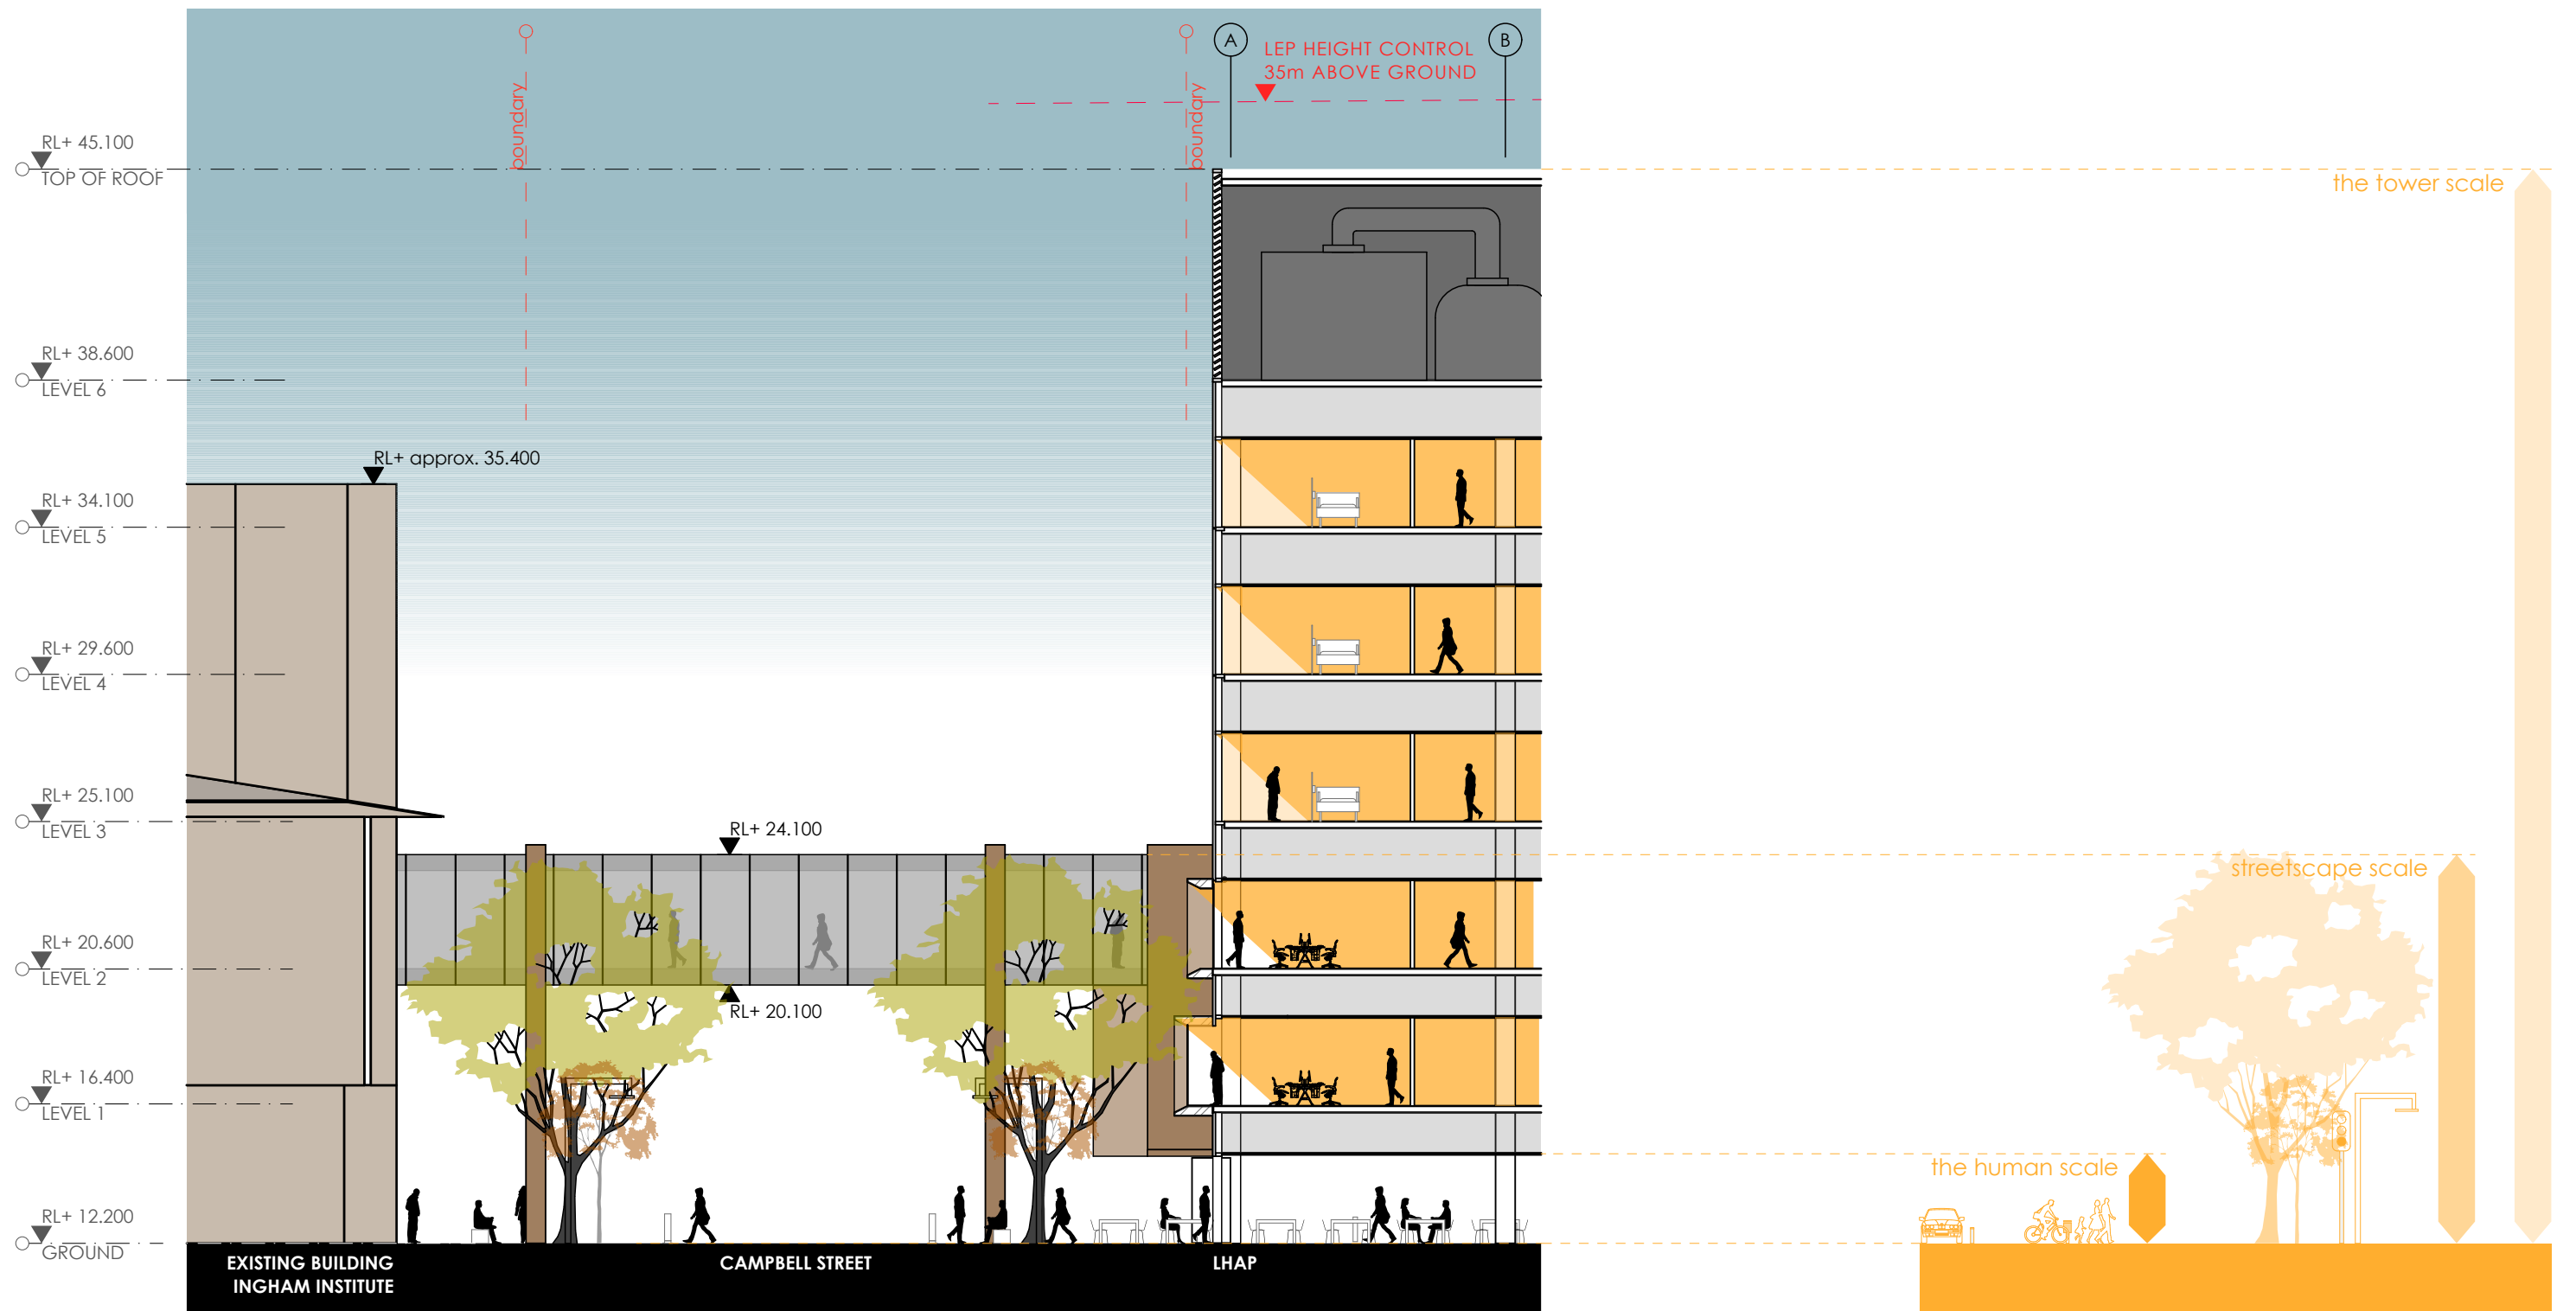 A
B
LEP HEIGHT CONTROL
35m ABOVE GROUND
boundary
boundary
RL+ 45.100
TOP OF ROOF
the tower scale
RL+ 38.600
LEVEL 6
RL+ approx. 35.400
RL+ 34.100
LEVEL 5
RL+ 29.600
LEVEL 4
RL+ 25.100
LEVEL 3
RL+ 24.100
streetscape scale
RL+ 20.600
LEVEL 2
RL+ 20.100
RL+ 16.400
LEVEL 1
the human scale
RL+ 12.200
GROUND
EXISTING BUILDING
INGHAM INSTITUTE
CAMPBELL STREET
LHAP